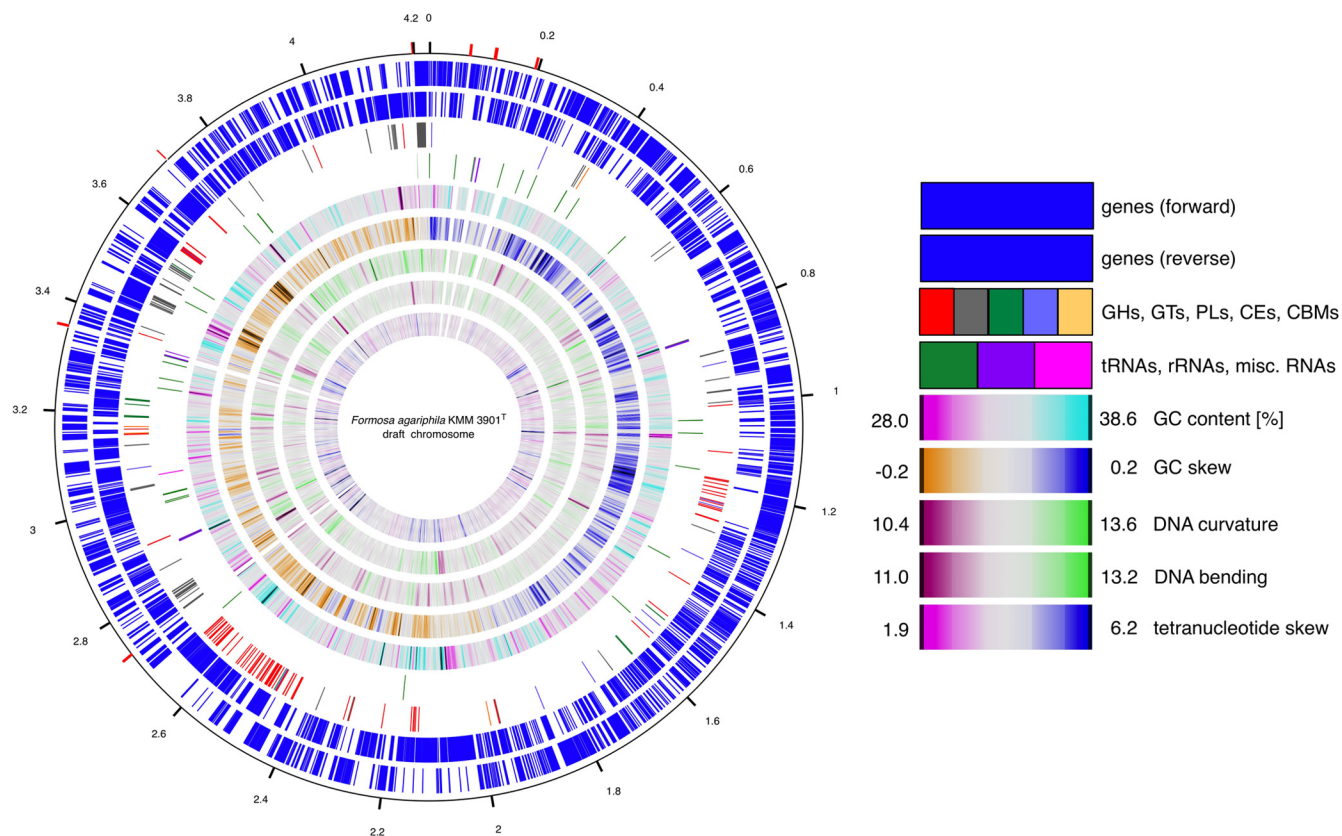 4.2 0
0.2
0.4
0.6
0.8
1
1.2
1.4
1.6
1.8
2
2.2
2.4
2.6
2.8
3
3.2
3.4
3.6
3.8
4
Formosa agariphila KMM 3901T
draft chromosome
genes (forward)
genes (reverse)
GHs, GTs, PLs, CEs, CBMs
tRNAs, rRNAs, misc. RNAs
28.0 38.6 GC content [%]
-0.2 0.2 GC skew
10.4 13.6 DNA curvature
11.0 13.2 DNA bending
1.9 6.2 tetranucleotide skew